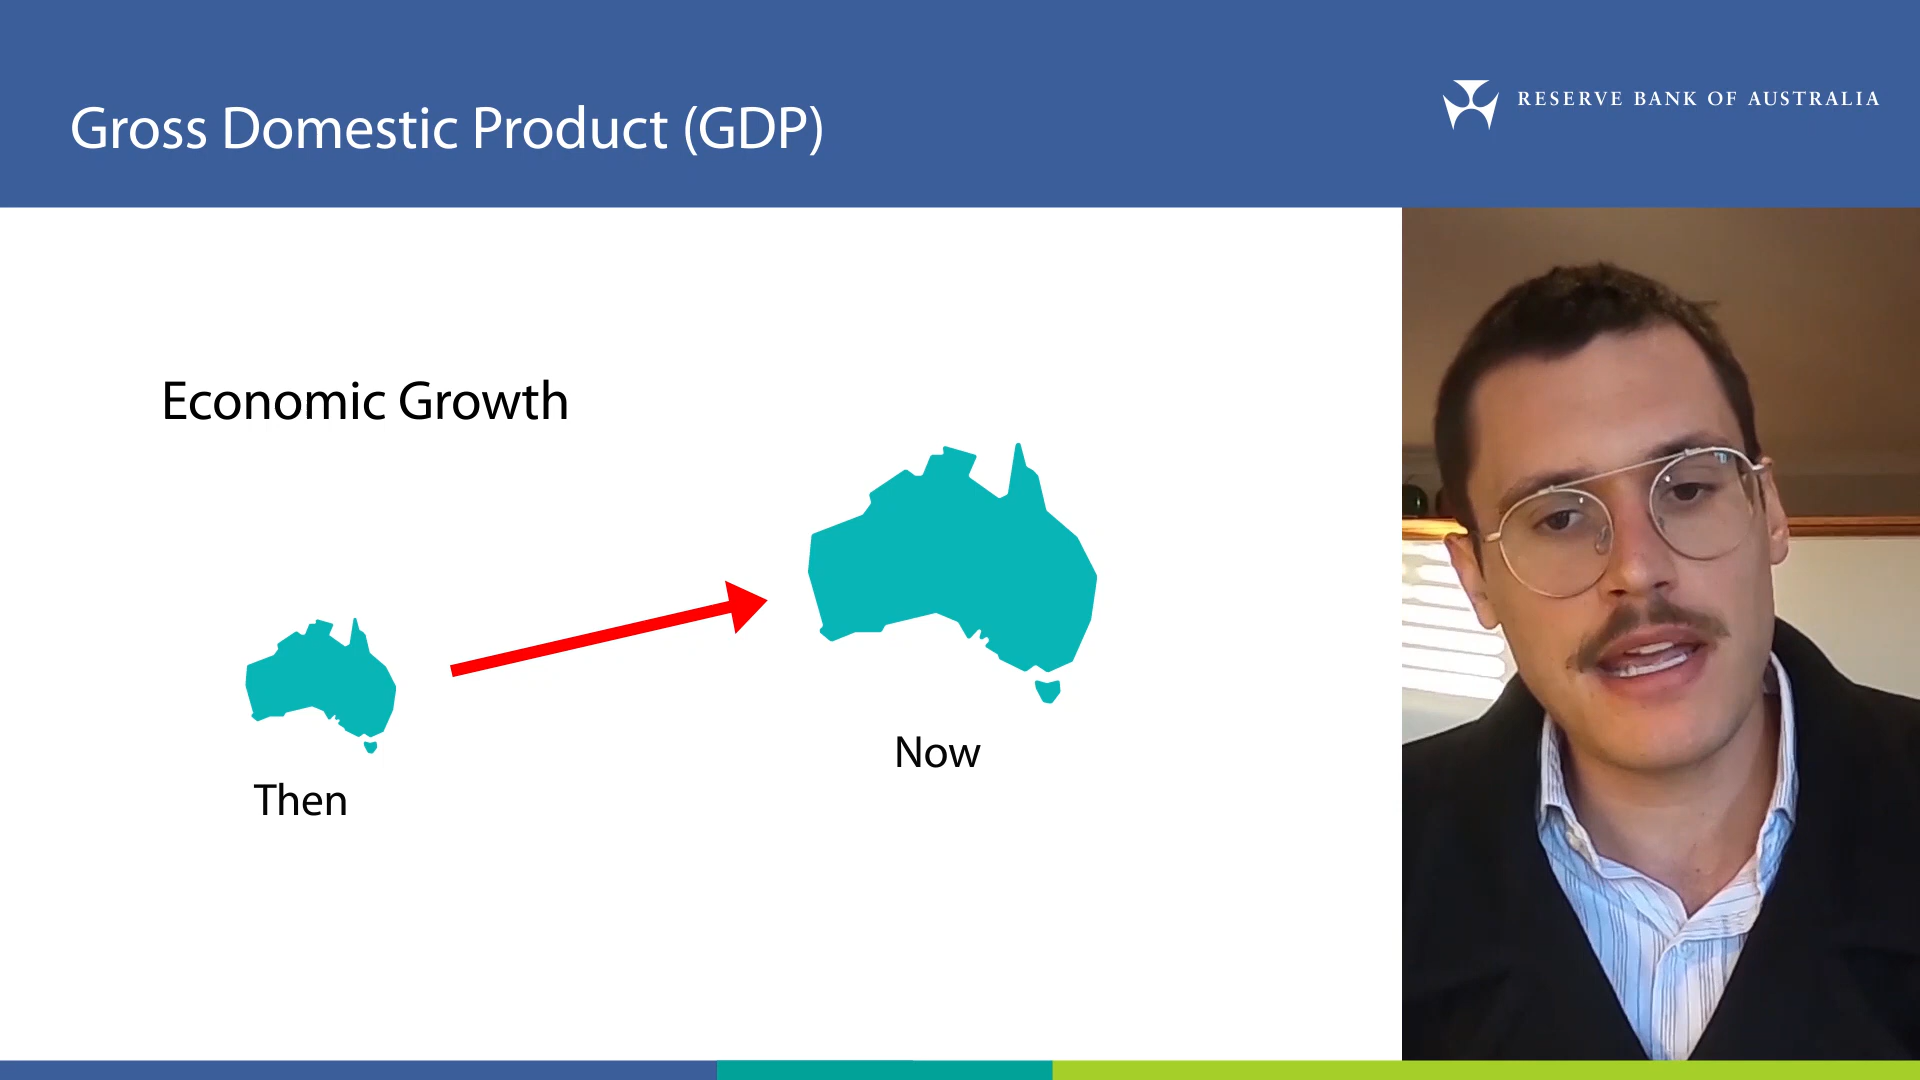 Gross Domestic Product (GDP)
RESERVE BANK OF AUSTRALIA
Economic Growth
Now
Then